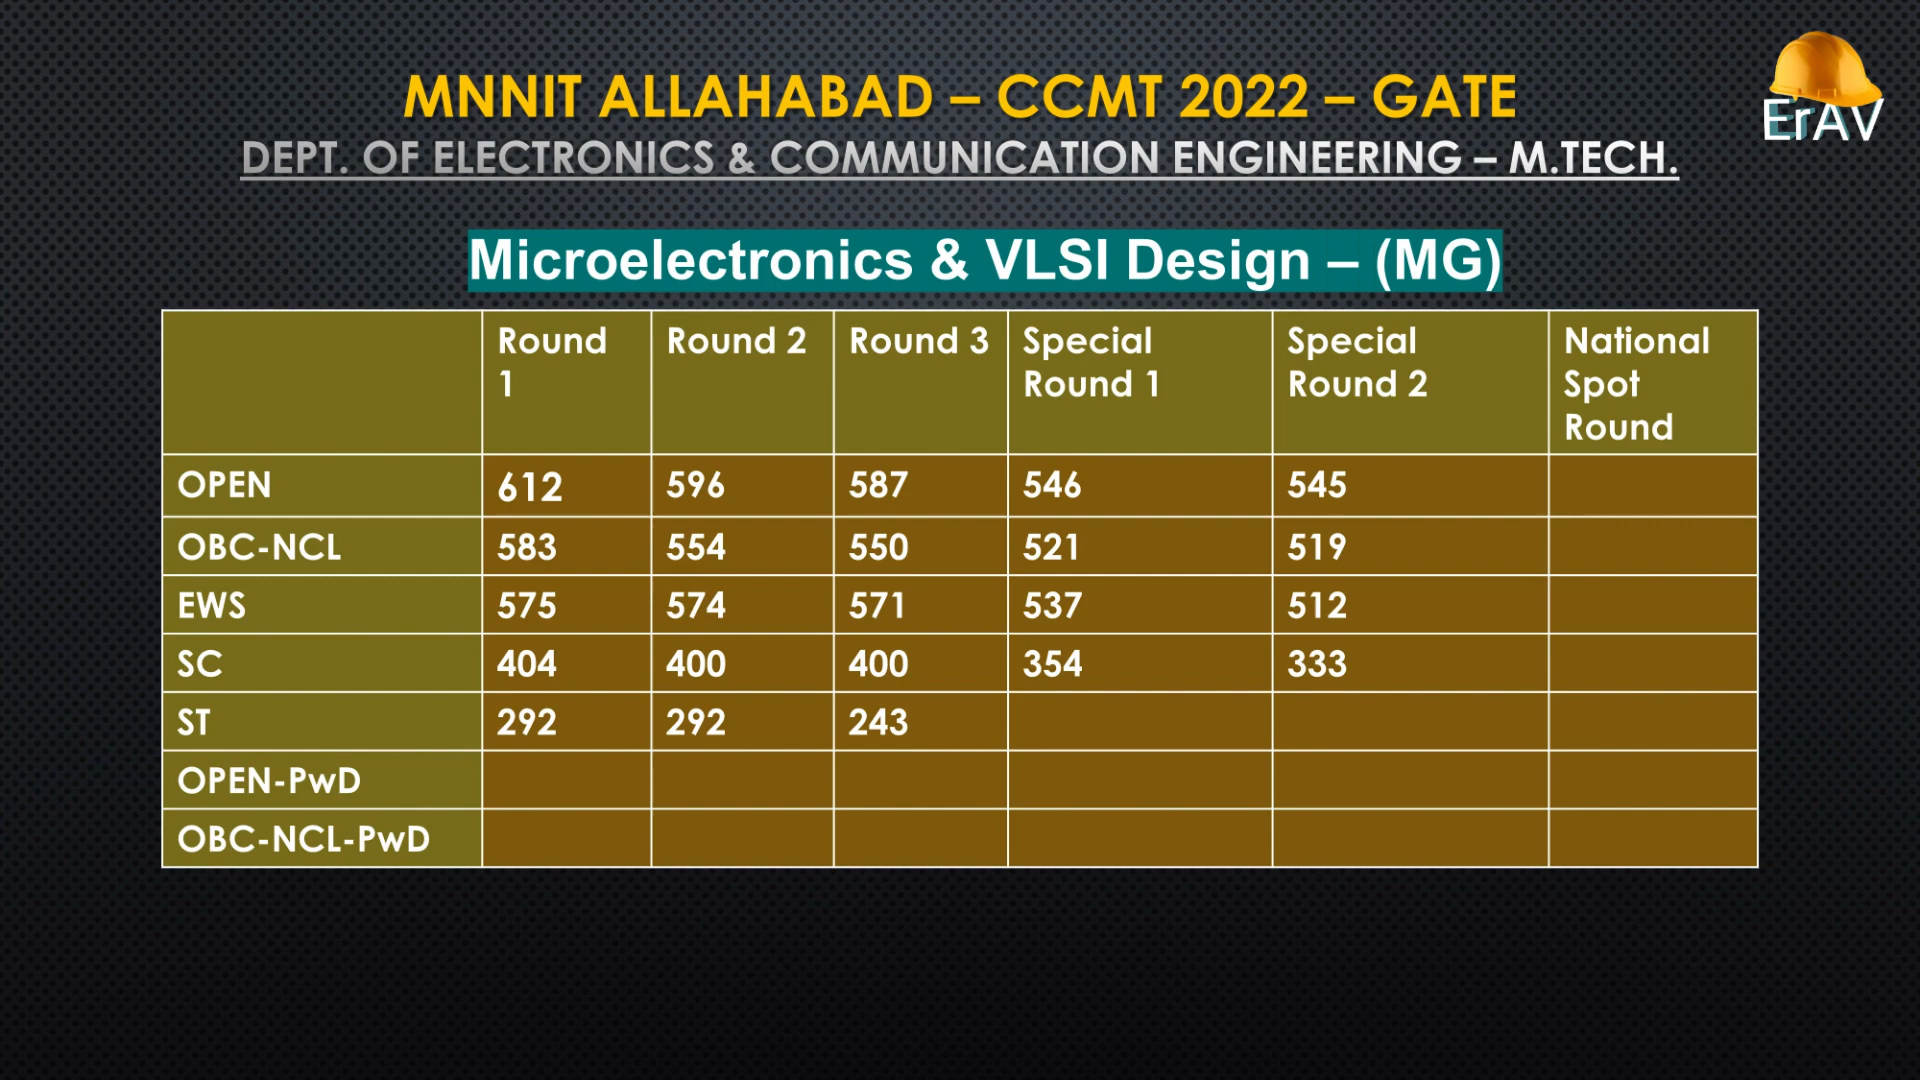 MNNIT ALLAHABAD – CCMT 2022 – GATE
ErAV
DEPT. OF ELECTRONICS & COMMUNICATION ENGINEERING – M.TECH.
Microelectronics & VLSI Design – (MG)
Round 1 Round 2 Round 3 Special Round 1 Special Round 2 National Spot Round
OPEN 612 596 587 546 545
OBC-NCL 583 554 550 521 519
EWS 575 574 571 537 512
SC 404 400 400 354 333
ST 292 292 243
OPEN-PwD
OBC-NCL-PwD